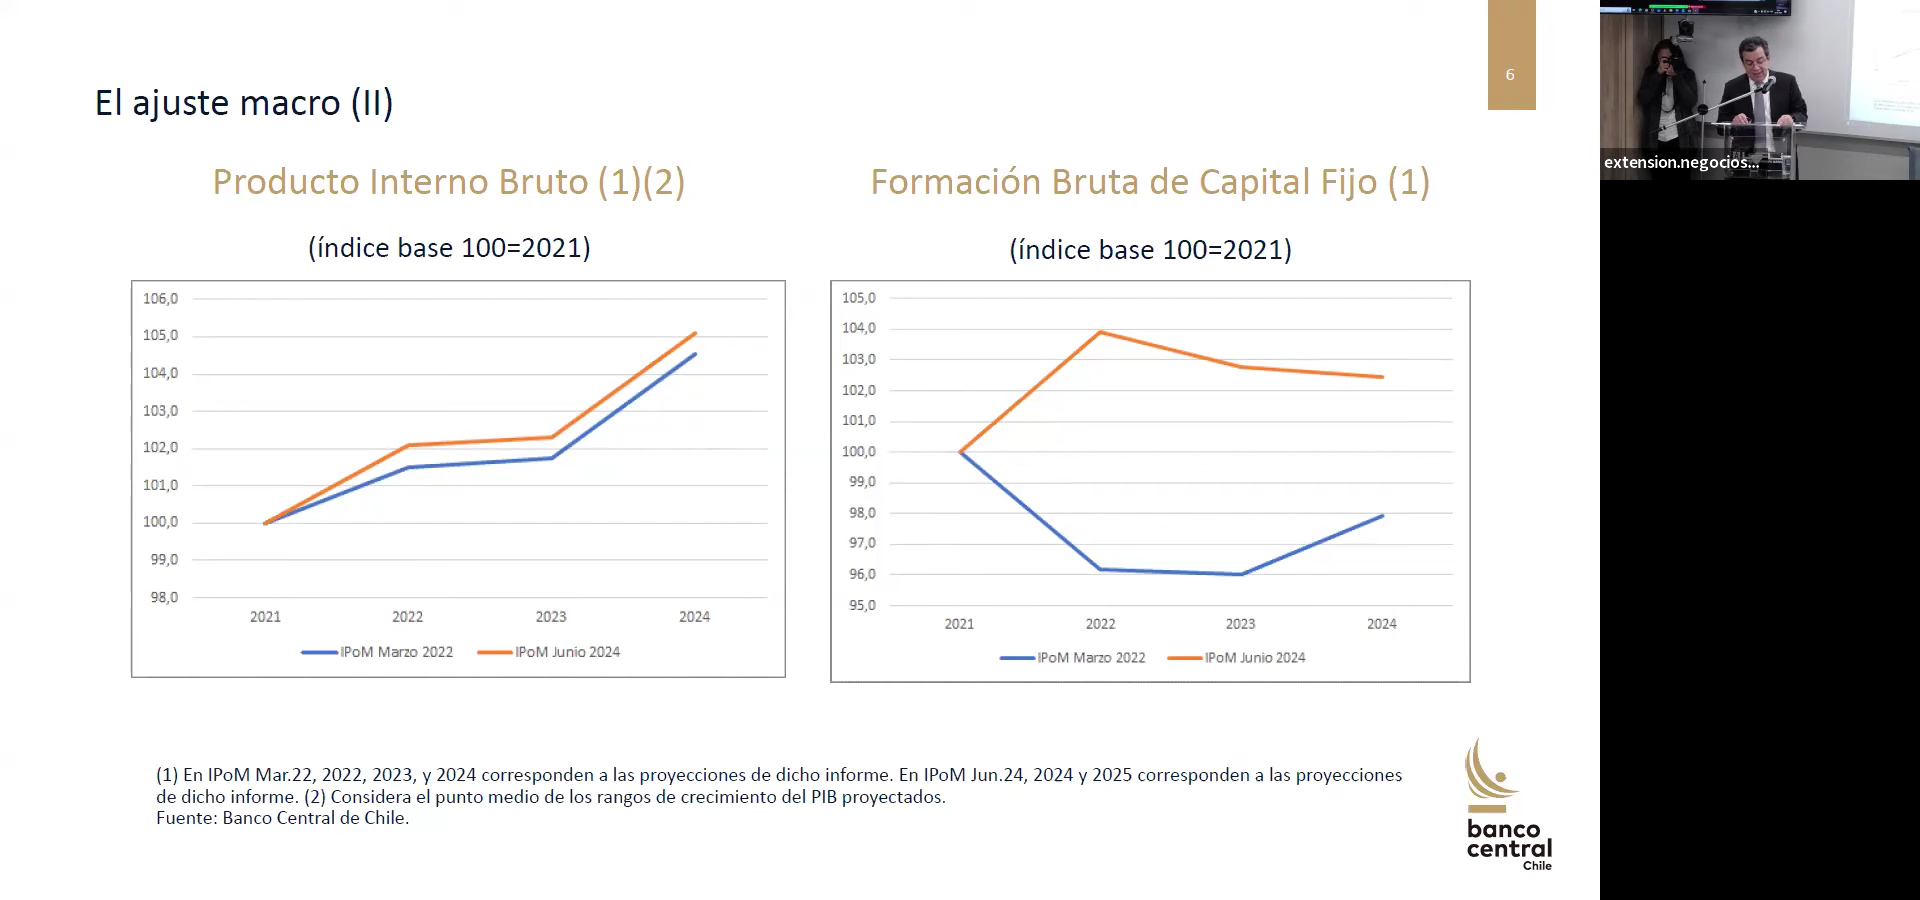 6
El ajuste macro (II)
Producto Interno Bruto (1)(2)
(índice base 100=2021)
106,0
105,0
104,0
103,0
102,0
101,0
100,0
99,0
98,0
2021 2022 2023 2024
IPoM Marzo 2022 IPoM Junio 2024
Formación Bruta de Capital Fijo (1)
(índice base 100=2021)
105,0
104,0
103,0
102,0
101,0
100,0
99,0
98,0
97,0
96,0
95,0
2021 2022 2023 2024
IPoM Marzo 2022 IPoM Junio 2024
(1) En IPoM Mar.22, 2022, 2023, y 2024 corresponden a las proyecciones de dicho informe. En IPoM Jun.24, 2024 y 2025 corresponden a las proyecciones
de dicho informe. (2) Considera el punto medio de los rangos de crecimiento del PIB proyectados.
Fuente: Banco Central de Chile.
banco
central
Chile
extension.negocios...